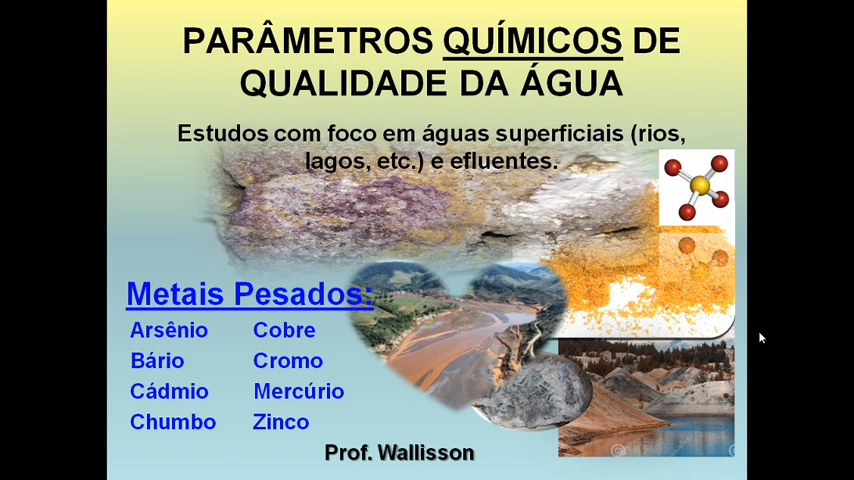 PARÂMETROS QUÍMICOS DE
QUALIDADE DA ÁGUA
Estudos com foco em águas superficiais (rios,
lagos, etc.) e efluentes.
Metais Pesados:
Arsênio Cobre
Bário Cromo
Cádmio Mercúrio
Chumbo Zinco
Prof. Wallisson